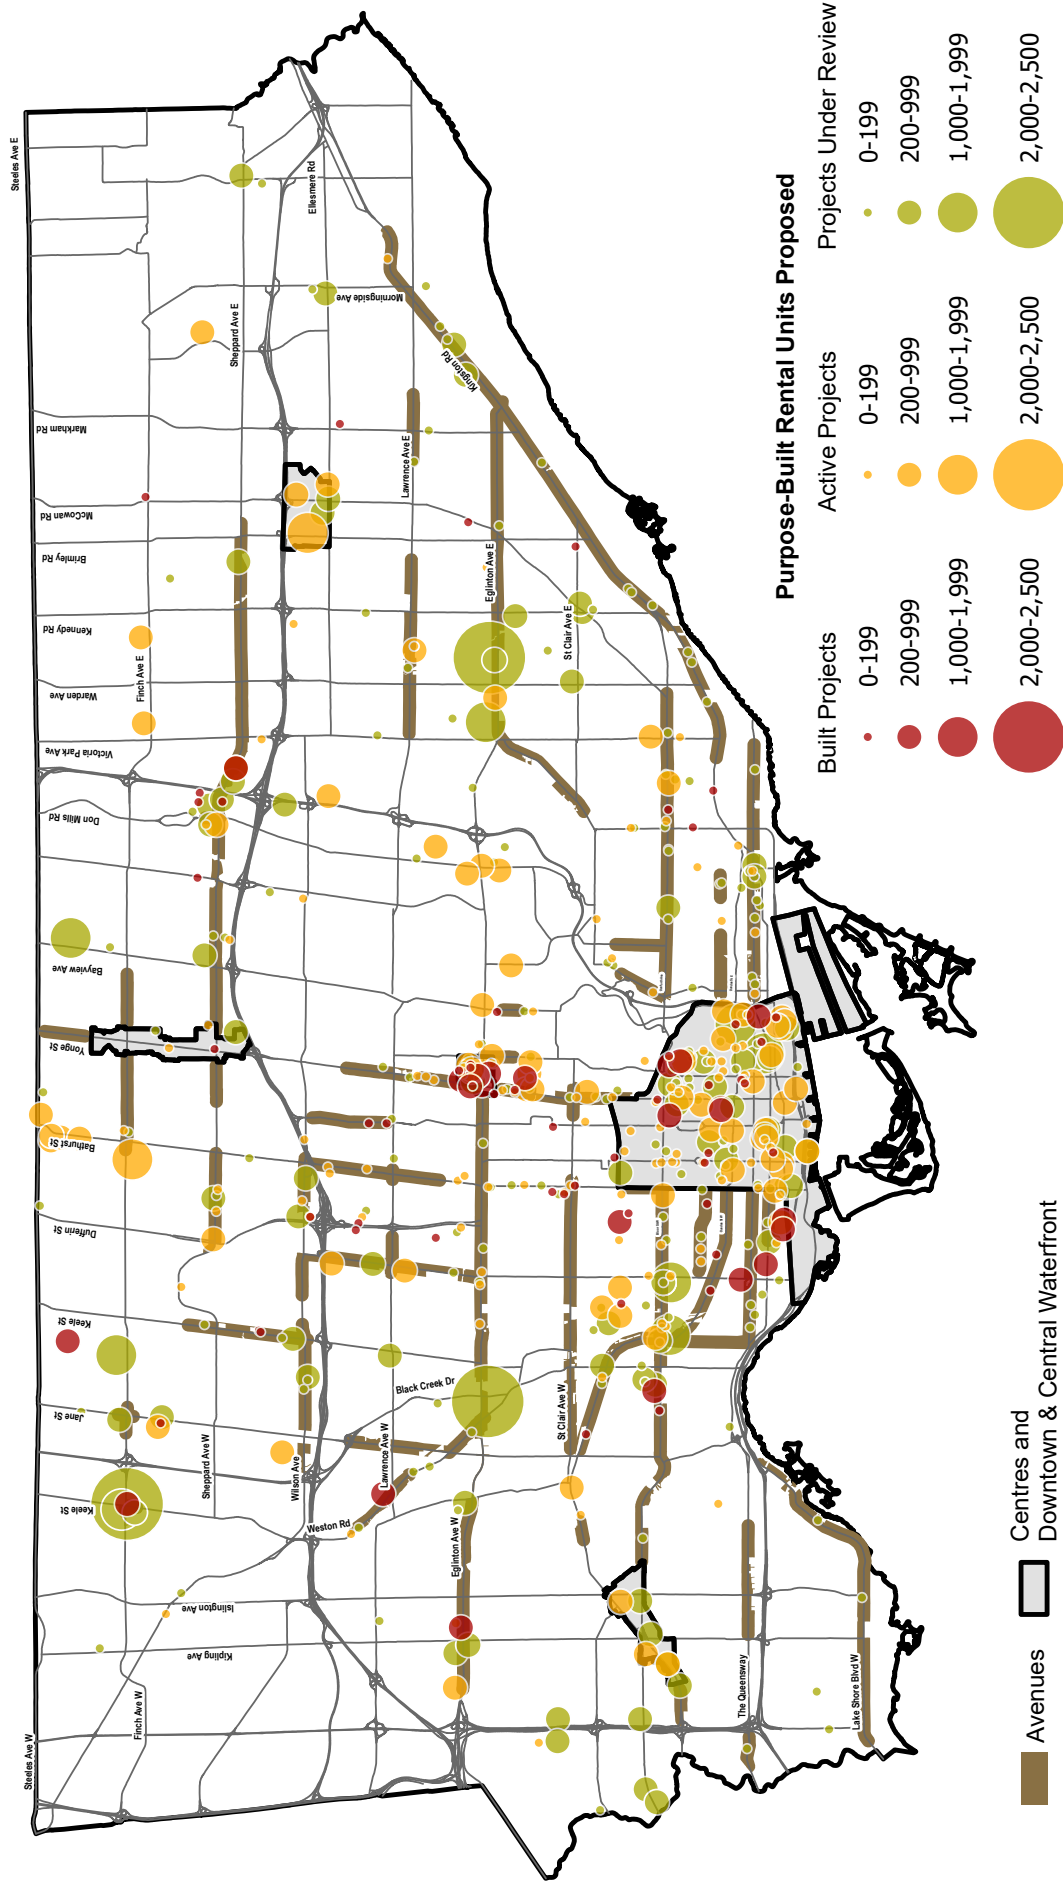 Steeles Ave W
Steeles Ave E
Kipling Ave
Islington Ave
Keele St
Jane St
Keele St
Dufferin St
Bathurst St
Yonge St
Bayview Ave
Don Mills Rd
Victoria Park Ave
Warden Ave
Kennedy Rd
Brimley Rd
McCowan Rd
Markham Rd
Morningside Ave
Finch Ave W
Finch Ave E
Sheppard Ave W
Sheppard Ave E
Ellesmere Rd
Wilson Ave
Weston Rd
Lawrence Ave W
Lawrence Ave E
Black Creek Dr
Kingston Rd
Eglinton Ave W
Eglinton Ave E
St Clair Ave W
St Clair Ave E
The Queensway
Lake Shore Blvd W
Purpose-Built Rental Units Proposed
Built Projects
0-199
200-999
1,000-1,999
2,000-2,500
Active Projects
0-199
200-999
1,000-1,999
2,000-2,500
Projects Under Review
0-199
200-999
1,000-1,999
2,000-2,500
Avenues
Centres and
Downtown & Central Waterfront